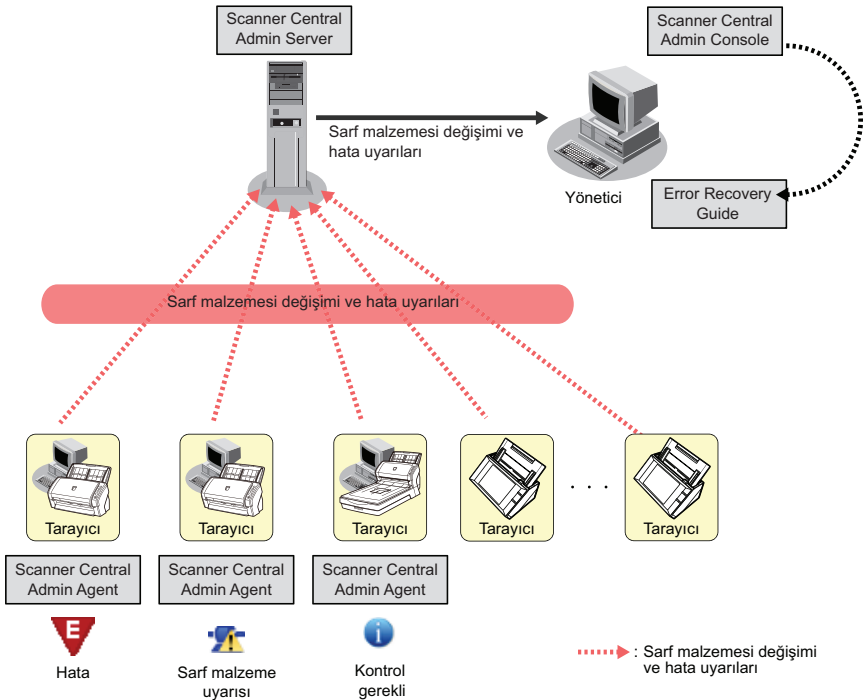 Scanner Central
Admin Server
Scanner Central
Admin Console
Sarf malzemesi değişimi ve
hata uyarıları
Yönetici
Error Recovery
Guide
Sarf malzemesi değişimi ve hata uyarıları
Tarayıcı
Tarayıcı
Tarayıcı
Tarayıcı
. . .
Tarayıcı
Scanner Central
Admin Agent
Scanner Central
Admin Agent
Scanner Central
Admin Agent
E
i
Hata
Sarf malzeme
uyarısı
Kontrol
gerekli
: Sarf malzemesi değişimi
ve hata uyarıları